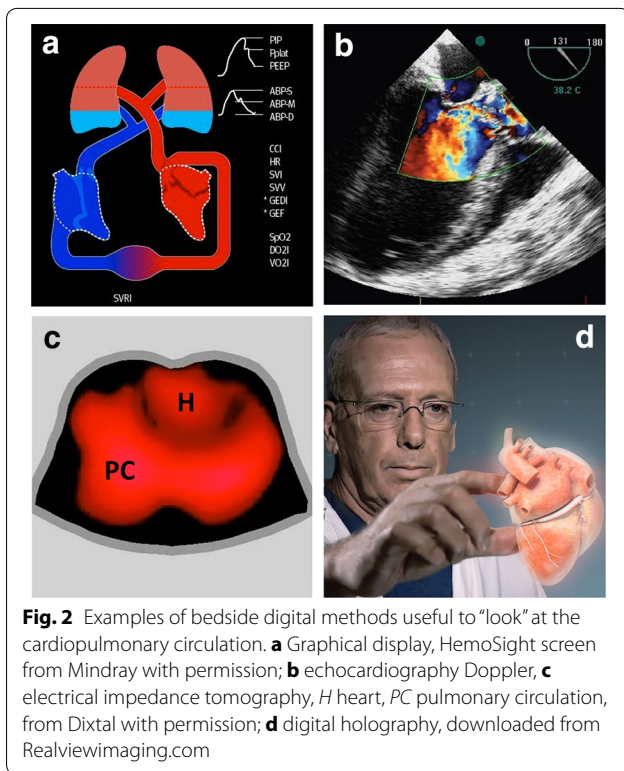 a
PIP
Pplat
PEEP
ABP-S
ABP-M
ABP-D
CCI
HR
SVI
SVV
* GEDI
* GEF
SpO2
DO2I
VO2I
SVRI
b
0 131 180
38.2 C
c
H
PC
d
Fig. 2 Examples of bedside digital methods useful to “look” at the
cardiopulmonary circulation. a Graphical display, HemoSight screen
from Mindray with permission; b echocardiography Doppler, c
electrical impedance tomography, H heart, PC pulmonary circulation,
from Dixtal with permission; d digital holography, downloaded from
Realviewimaging.com